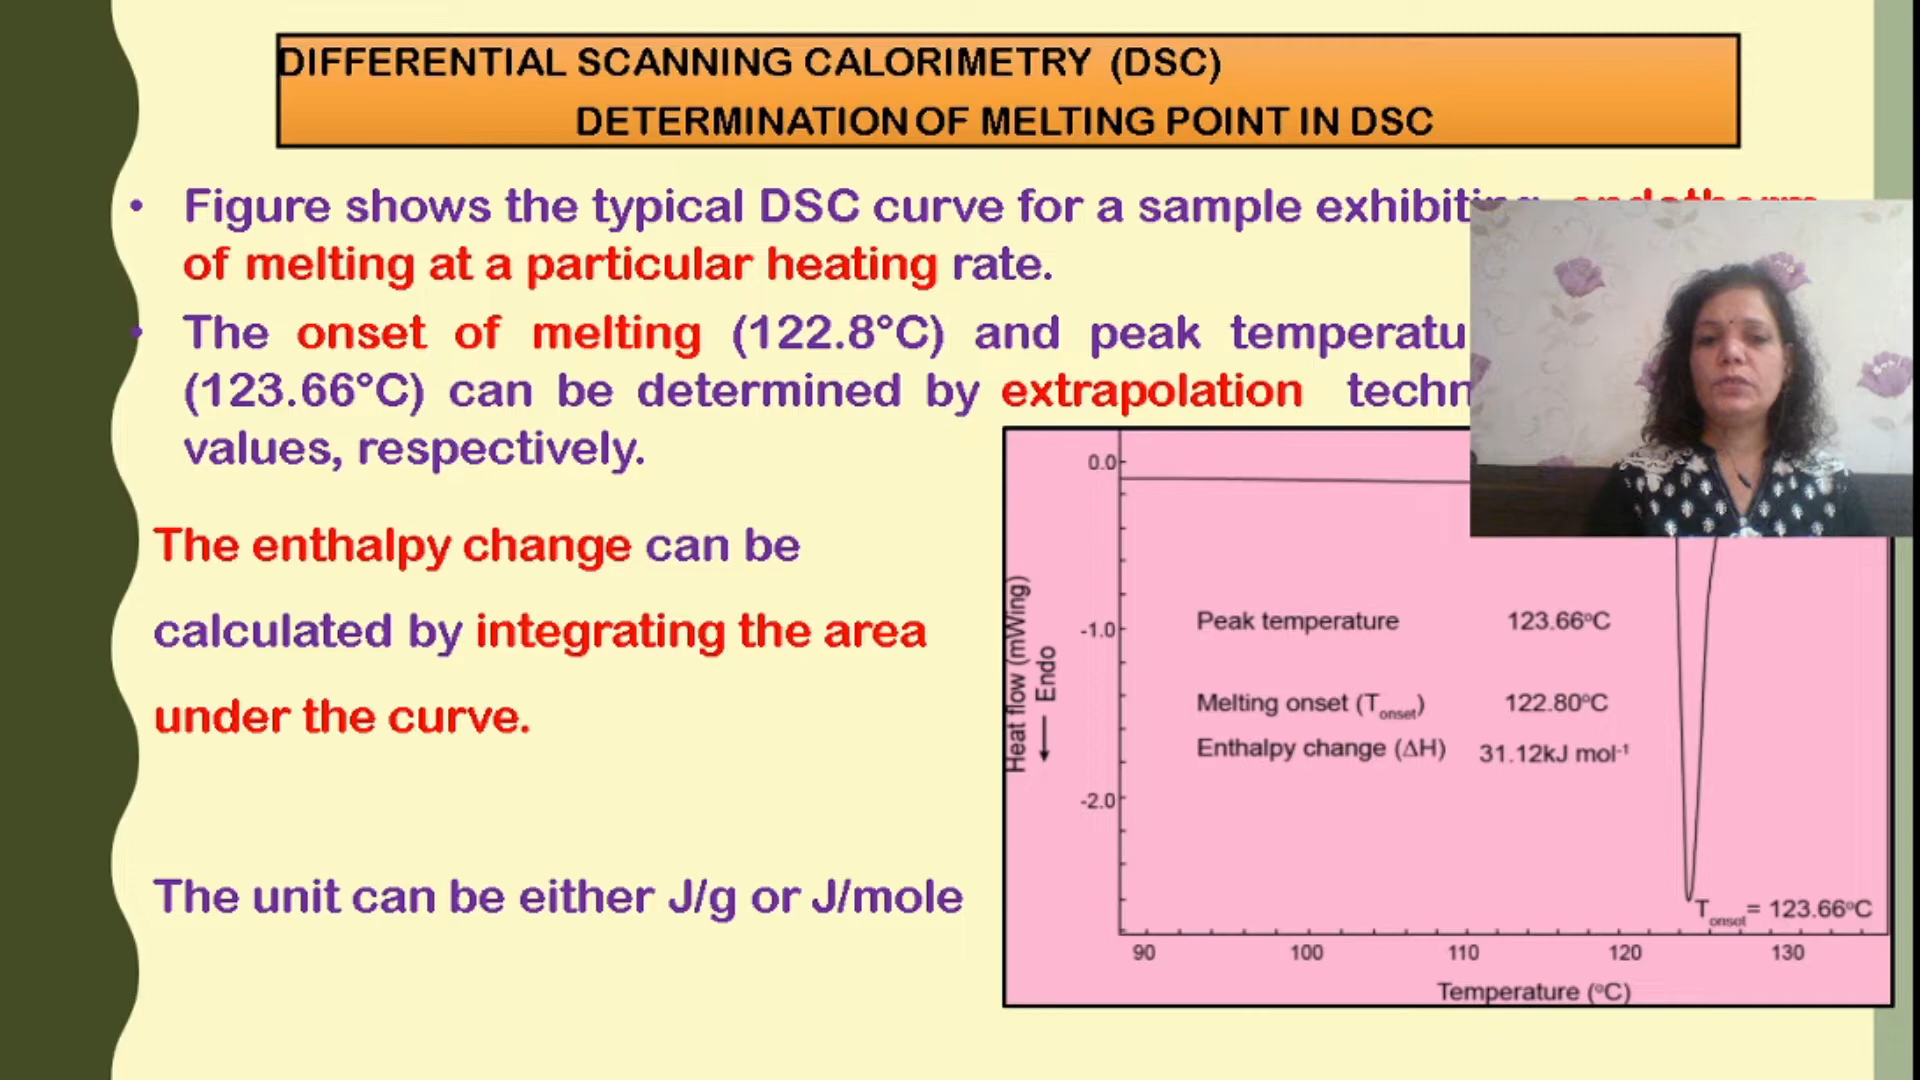 DIFFERENTIAL SCANNING CALORIMETRY (DSC)
DETERMINATION OF MELTING POINT IN DSC
• Figure shows the typical DSC curve for a sample
of melting at a particular heating rate.
• The onset of melting (122.8°C) and peak
(123.66°C) can be determined by extrapolation
values, respectively.
The enthalpy change can be
calculated by integrating the area
under the curve.
The unit can be either J/g or J/mole
0.0
-1.0
-2.0
Heat flow (mWing)
Endo
Peak temperature 123.66°C
Melting onset (Tonset) 122.80°C
Enthalpy change (ΔH) 31.12kJ mol-1
Tonset= 123.66°C
90 100 110 120 130
Temperature (°C)